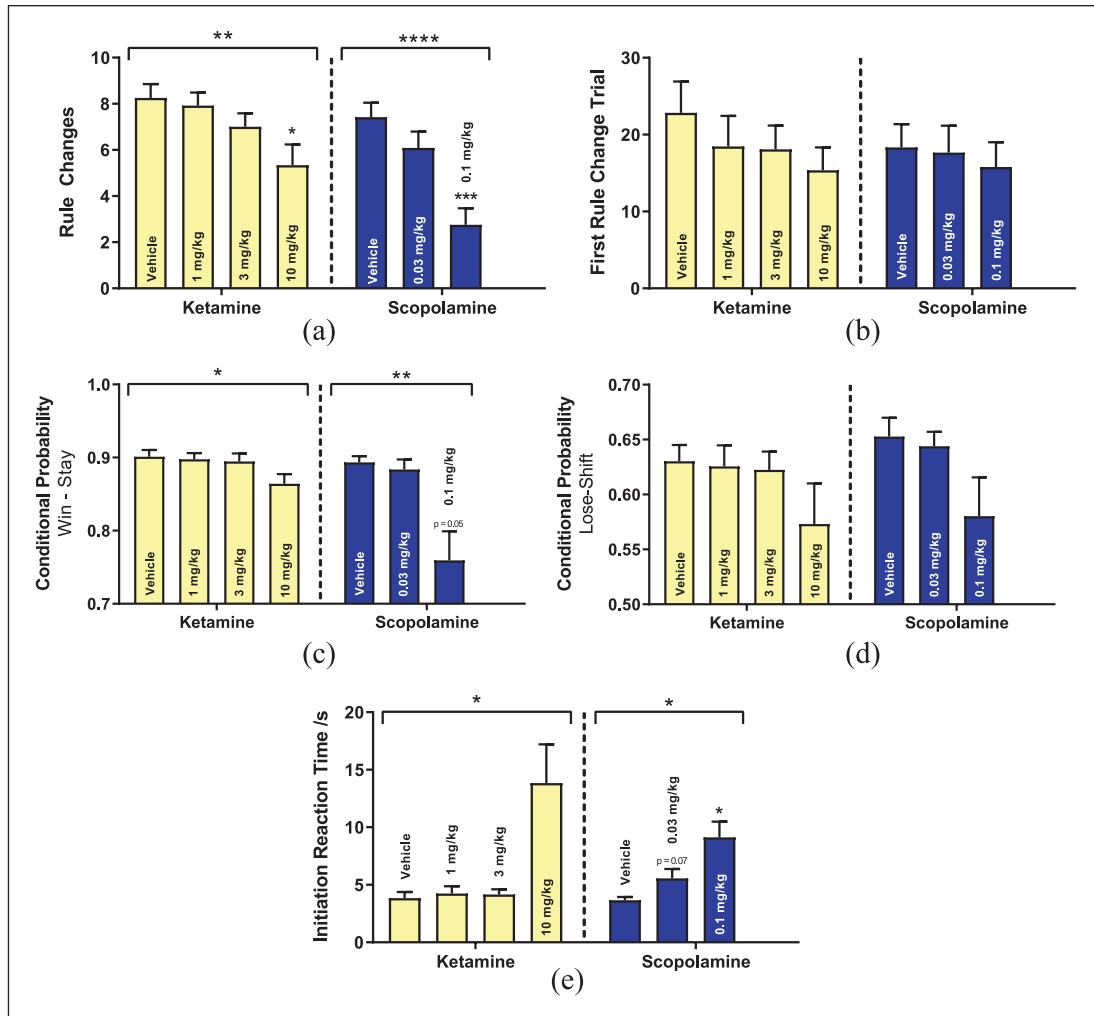 ** ****
10
8
6
4
2
0
Rule Changes
Vehicle
1 mg/kg
3 mg/kg
*
10 mg/kg
Vehicle
0.03 mg/kg
0.1 mg/kg
***
Ketamine Scopolamine
(a)
30
20
10
0
First Rule Change Trial
Vehicle
1 mg/kg
3 mg/kg
10 mg/kg
Vehicle
0.03 mg/kg
0.1 mg/kg
Ketamine Scopolamine
(b)
* **
1.0
0.9
0.8
0.7
Conditional Probability
Win - Stay
Vehicle
1 mg/kg
3 mg/kg
10 mg/kg
Vehicle
0.03 mg/kg
0.1 mg/kg
p = 0.05
Ketamine Scopolamine
(c)
0.70
0.65
0.60
0.55
0.50
Conditional Probability
Lose-Shift
Vehicle
1 mg/kg
3 mg/kg
10 mg/kg
Vehicle
0.03 mg/kg
0.1 mg/kg
Ketamine Scopolamine
(d)
* *
20
15
10
5
0
Initiation Reaction Time /s
Vehicle
1 mg/kg
3 mg/kg
10 mg/kg
Vehicle
0.03 mg/kg
p = 0.07
*
0.1 mg/kg
Ketamine Scopolamine
(e)